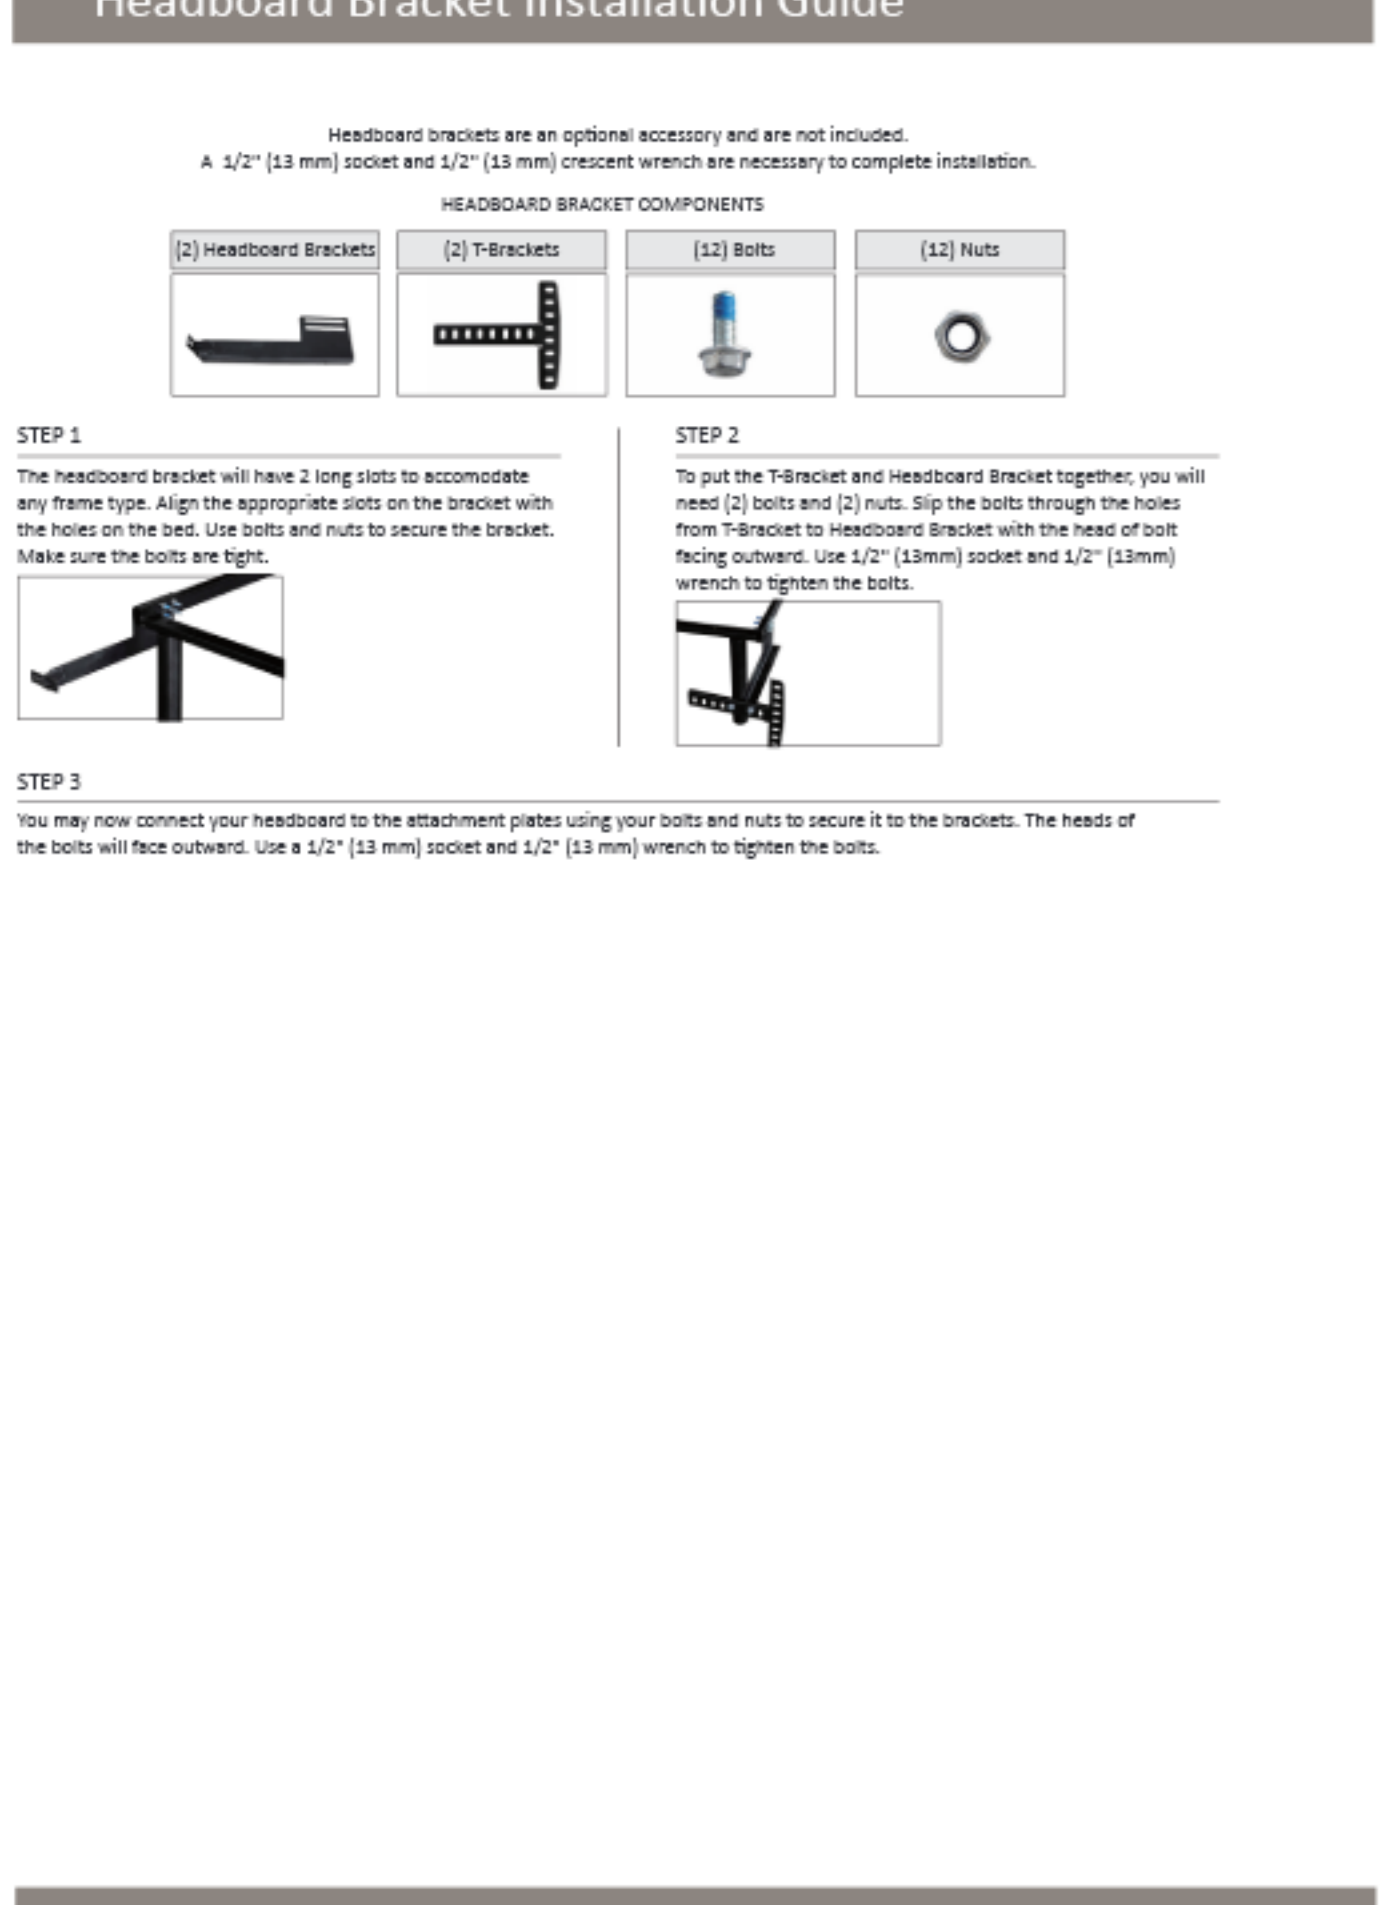 Headboard Bracket Installation Guide
Headboard brackets are an optional accessory and are not included.
A 1/2" (13 mm) socket and 1/2" (13 mm) crescent wrench are necessary to complete installation.
HEADBOARD BRACKET COMPONENTS
(2) Headboard Brackets
(2) T-Brackets
(12) Bolts
(12) Nuts
STEP 1
The headboard bracket will have 2 long slots to accomodate
any frame type. Align the appropriate slots on the bracket with
the holes on the bed. Use bolts and nuts to secure the bracket.
Make sure the bolts are tight.
STEP 2
To put the T-Bracket and Headboard Bracket together, you will
need (2) bolts and (2) nuts. Slip the bolts through the holes
from T-Bracket to Headboard Bracket with the head of bolt
facing outward. Use 1/2" (13mm) socket and 1/2" (13mm)
wrench to tighten the bolts.
STEP 3
You may now connect your headboard to the attachment plates using your bolts and nuts to secure it to the brackets. The heads of
the bolts will face outward. Use a 1/2" (13 mm) socket and 1/2" (13 mm) wrench to tighten the bolts.